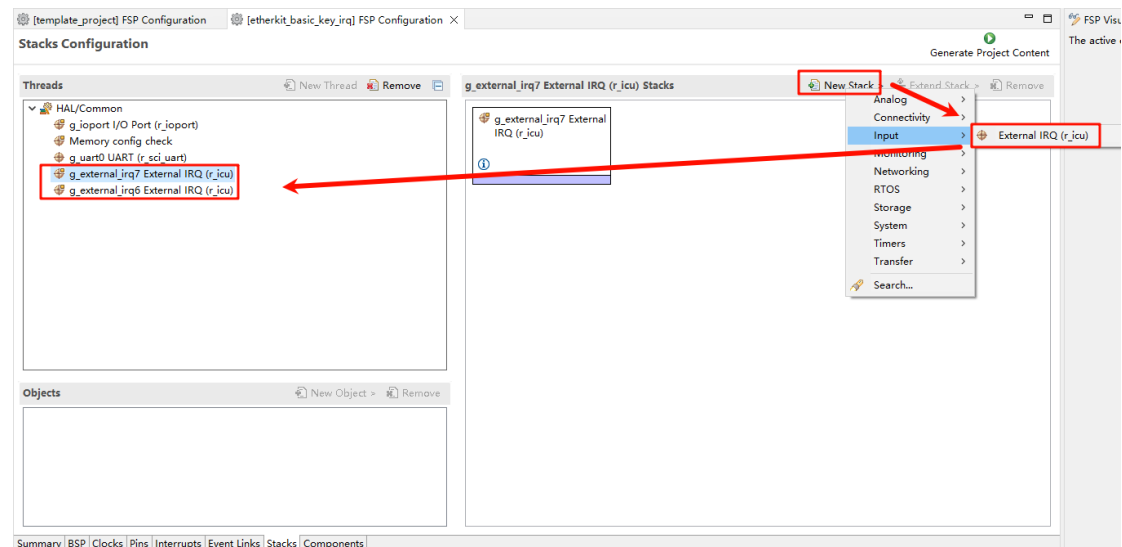 [template_project] FSP Configuration
[etherkit_basic_key_irq] FSP Configuration
FSP Visu
Stacks Configuration
Generate Project Content
The active
Threads
New Thread
Remove
HAL/Common
g_ioport I/O Port (r_ioport)
Memory config check
g_uart0 UART (r_sci_uart)
g_external_irq7 External IRQ (r_icu)
g_external_irq6 External IRQ (r_icu)
g_external_irq7 External IRQ (r_icu) Stacks
New Stack
Extend Stack >
Remove
g_external_irq7 External
IRQ (r_icu)
Analog
Connectivity
Input
Monitoring
Networking
RTOS
Storage
System
Timers
Transfer
Search...
External IRQ (r_icu)
Objects
New Object >
Remove
Summary BSP Clocks Pins Interrupts Event Links Stacks Components